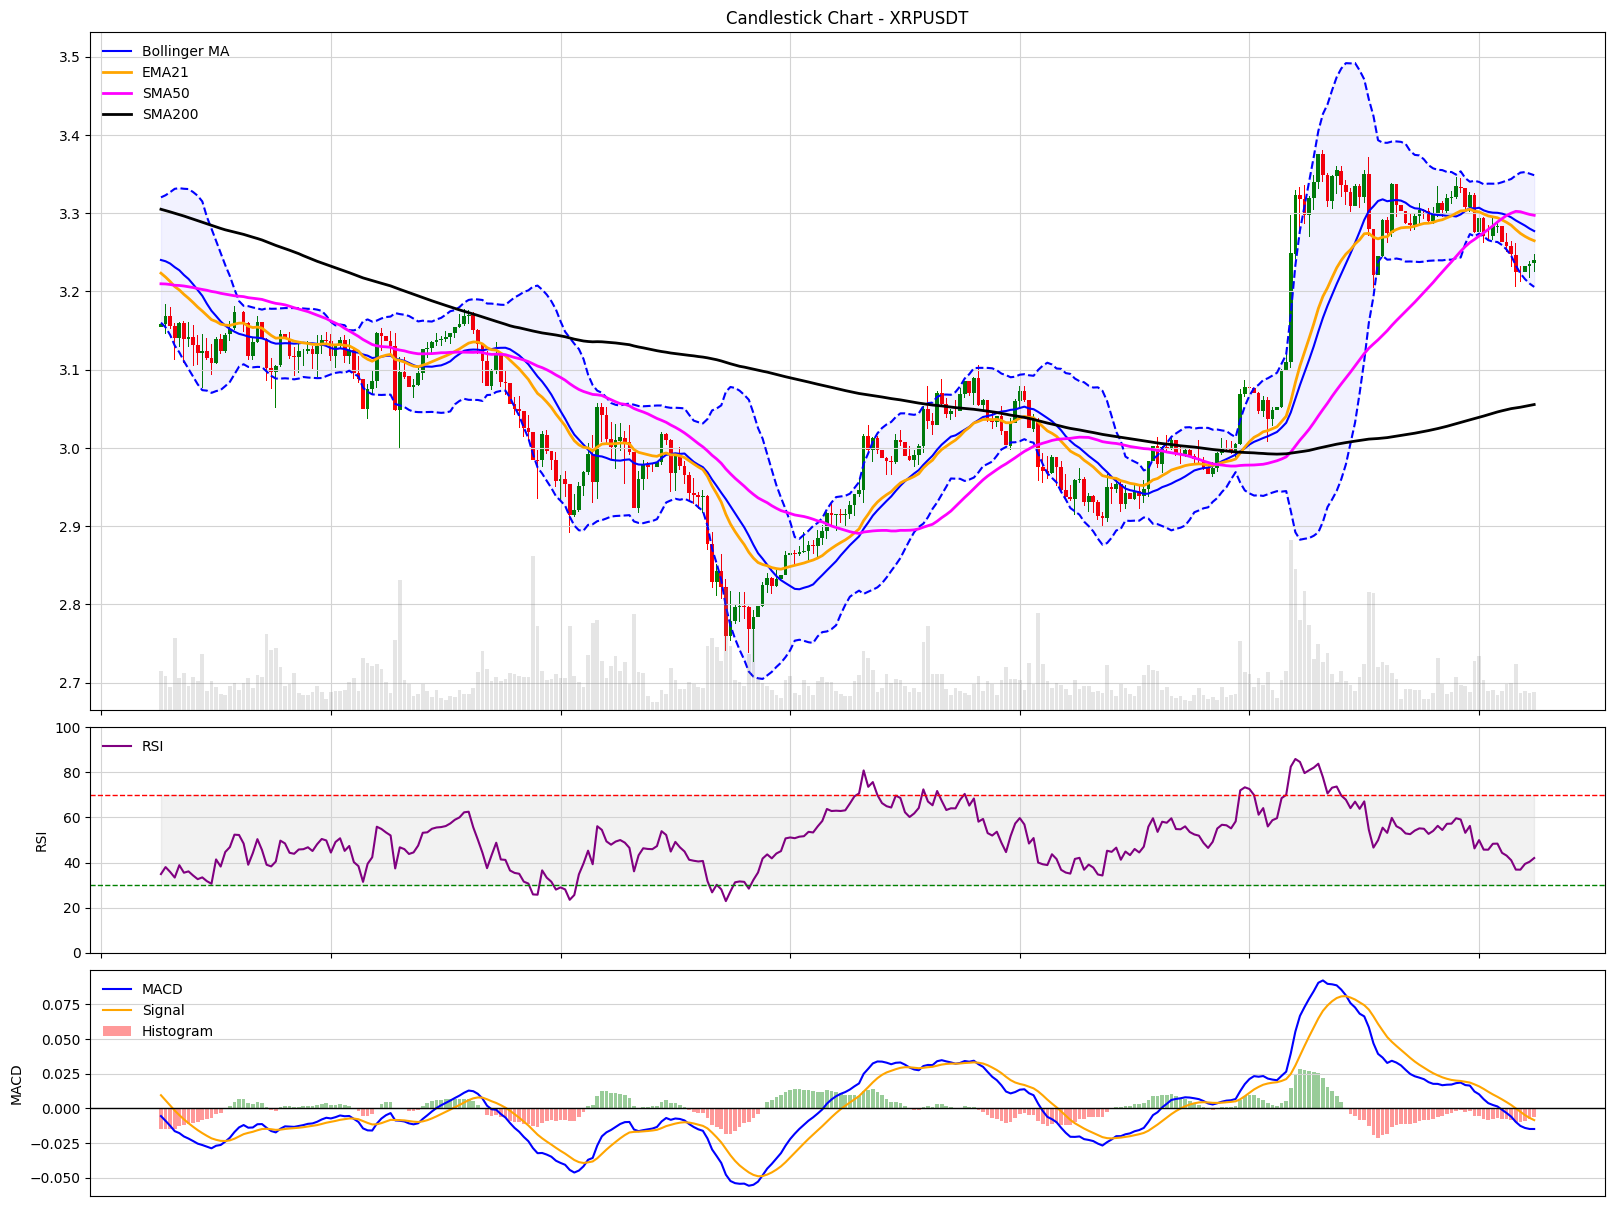 Candlestick Chart - XRPUSDT
Bollinger MA
EMA21
SMA50
SMA200
3.5
3.4
3.3
3.2
3.1
3.0
2.9
2.8
2.7
RSI
100
80
60
40
20
0
RSI
MACD
Signal
Histogram
0.075
0.050
0.025
0.000
−0.025
−0.050
MACD